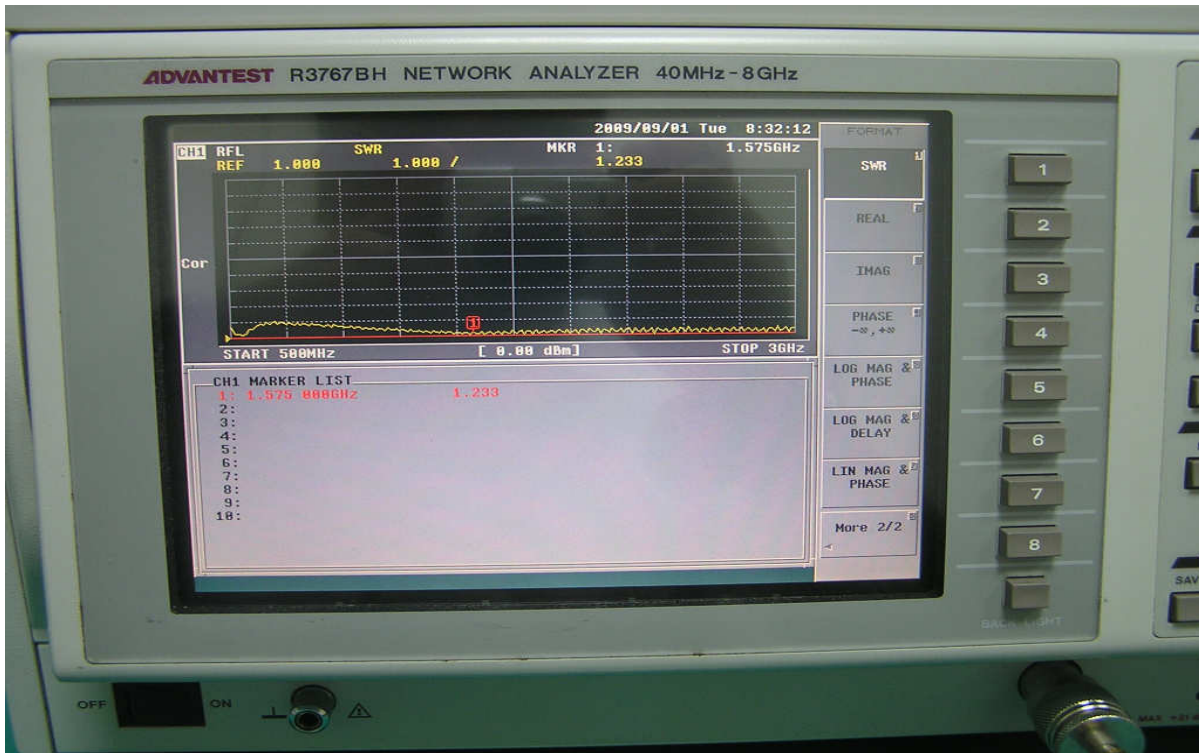 ADVANTEST R3767BH NETWORK ANALYZER 40MHz-8GHz
2009/09/01 Tue 8:32:12
CH1 RFL SWR MKR 1: 1.575GHz
REF 1.000 1.000 / 1.233
Cor
1
START 500MHz [ 0.00 dBm] STOP 3GHz
CH1 MARKER LIST
1: 1.575 000GHz 1.233
2:
3:
4:
5:
6:
7:
8:
9:
10:
FORMAT
SWR
REAL
IMAG
PHASE
-∞,+∞
LOG MAG &
PHASE
LOG MAG &
DELAY
LIN MAG &
PHASE
More 2/2
1
2
3
4
5
6
7
8
BACK LIGHT
OFF
ON
SAV
MAX